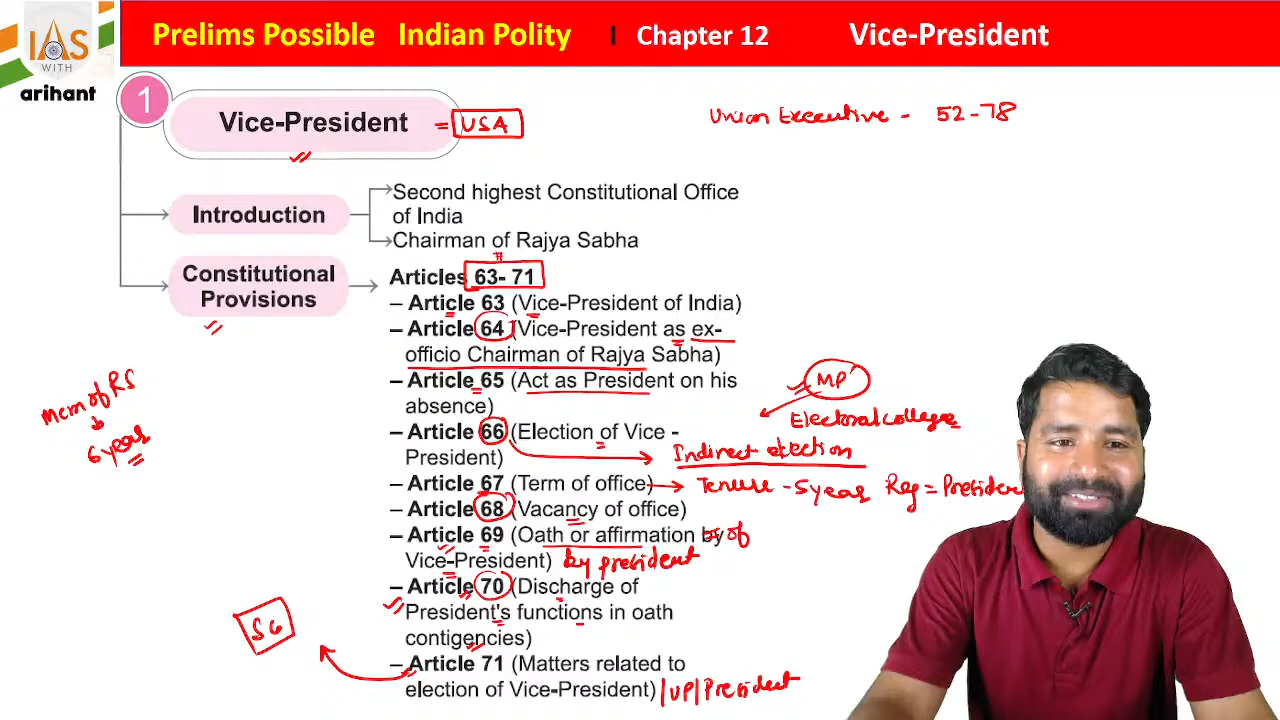 IAS
WITH
arihant
Prelims Possible Indian Polity | Chapter 12 Vice-President
1
Vice-President = USA
Union Executive - 52-78
Introduction
Second highest Constitutional Office
of India
Chairman of Rajya Sabha
Constitutional
Provisions
Articles 63- 71
– Article 63 (Vice-President of India)
– Article 64 (Vice-President as ex-
officio Chairman of Rajya Sabha)
– Article 65 (Act as President on his
absence)
– Article 66 (Election of Vice -
President)
– Article 67 (Term of office)
– Article 68 (Vacancy of office)
– Article 69 (Oath or affirmation by of
Vice-President) by president
– Article 70 (Discharge of
President's functions in oath
contigencies)
– Article 71 (Matters related to
election of Vice-President) |VP|President
MP
Electoral college
Indirect election
Tenure - 5 year Reg = President
Mem of RS
6 year
SC